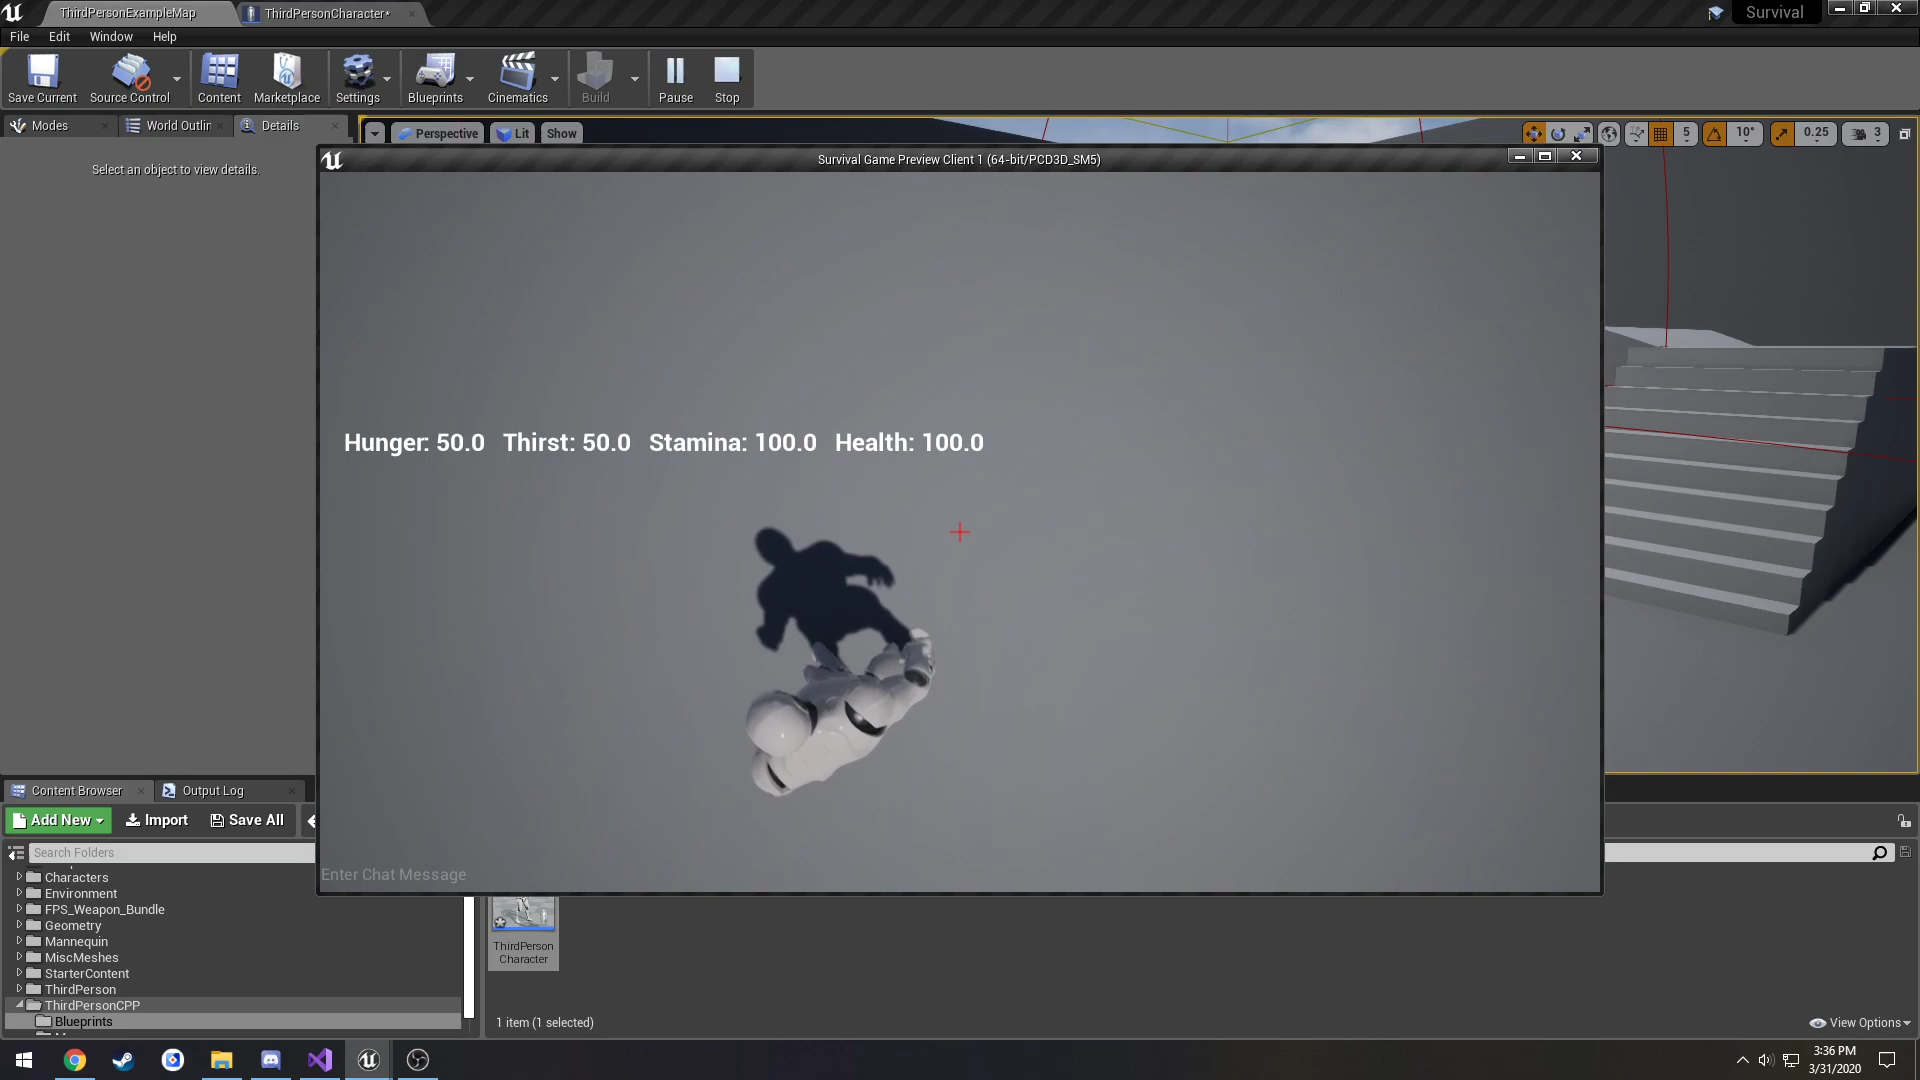 ThirdPersonExampleMap
ThirdPersonCharacter*
Survival
File Edit Window Help
Save Current Source Control Content Marketplace Settings Blueprints Cinematics Build Pause Stop
Modes World Outlin Details
Perspective Lit Show
5 10° 0.25 3
Select an object to view details.
Survival Game Preview Client 1 (64-bit/PCD3D_SM5)
Hunger: 50.0 Thirst: 50.0 Stamina: 100.0 Health: 100.0
Enter Chat Message
Content Browser Output Log
Add New Import Save All
Search Folders
Characters
Environment
FPS_Weapon_Bundle
Geometry
Mannequin
MiscMeshes
StarterContent
ThirdPerson
ThirdPersonCPP
Blueprints
ThirdPerson
Character
1 item (1 selected)
View Options
3:36 PM
3/31/2020